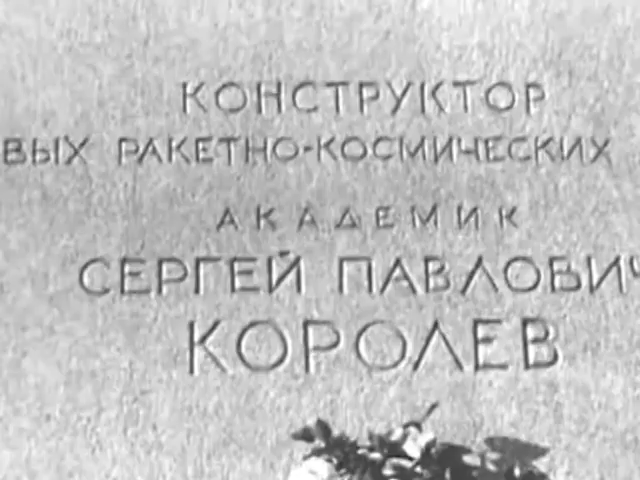 КОНСТРУКТОР
ВЫХ РАКЕТНО-КОСМИЧЕСКИХ
АКАДЕМИК
СЕРГЕЙ ПАВЛОВИЧ
КОРОЛЕВ